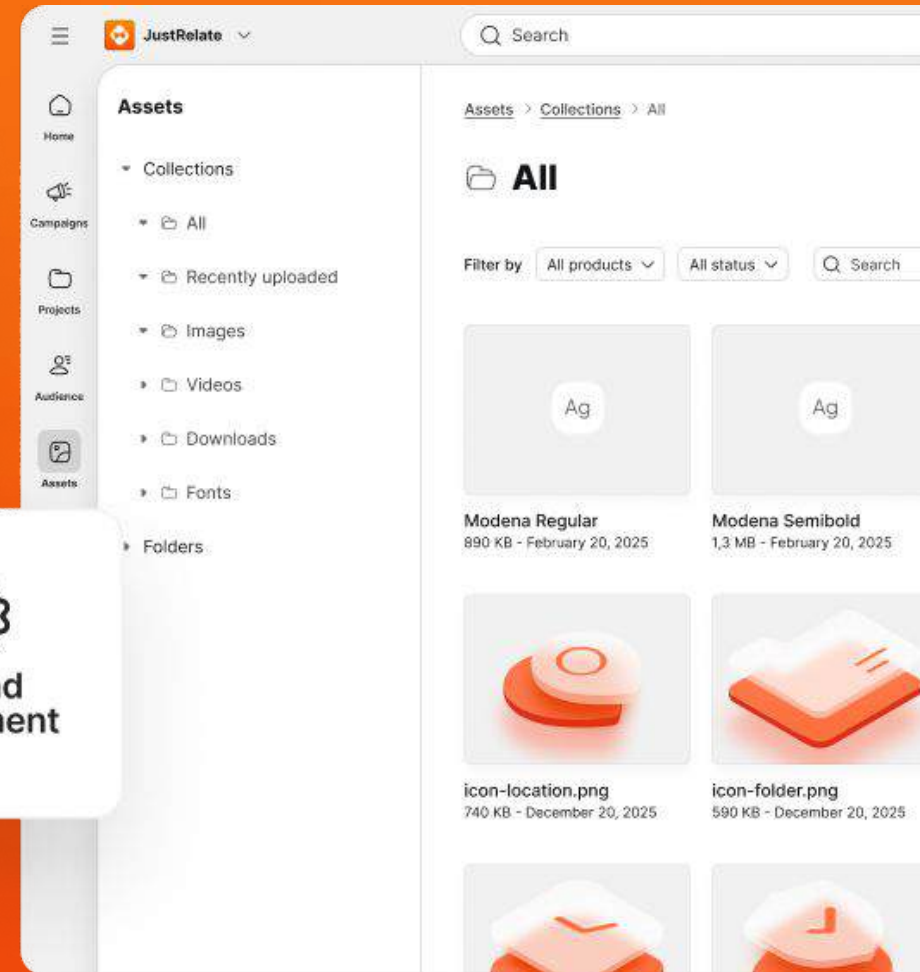 JustRelate
Search
Home
Campaigns
Projects
Audience
Assets
Assets
Collections
All
Recently uploaded
Images
Videos
Downloads
Fonts
Folders
Assets > Collections > All
All
Filter by All products All status Search
Ag Ag
Modena Regular Modena Semibold
890 KB - February 20, 2025 1,3 MB - February 20, 2025
icon-location.png icon-folder.png
740 KB - December 20, 2025 590 KB - December 20, 2025